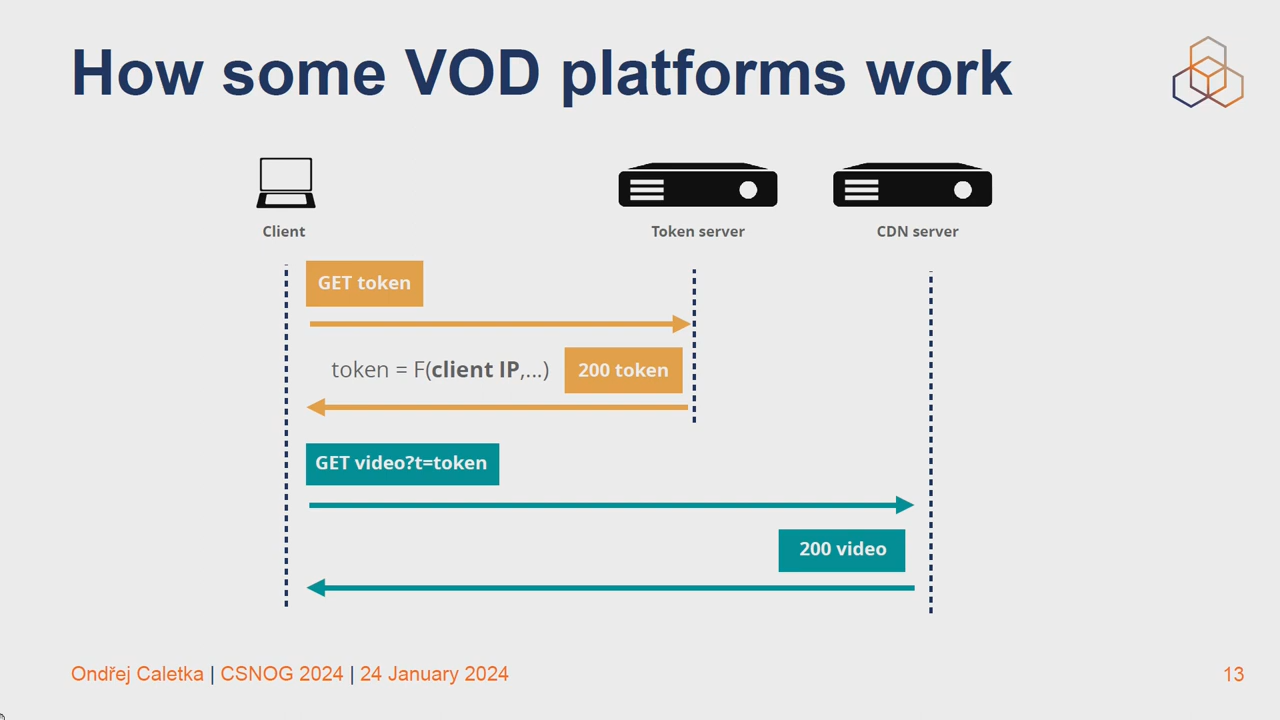 How some VOD platforms work
Client
Token server
CDN server
GET token
token = F(client IP,...)
200 token
GET video?t=token
200 video
Ondřej Caletka | CSNOG 2024 | 24 January 2024
13